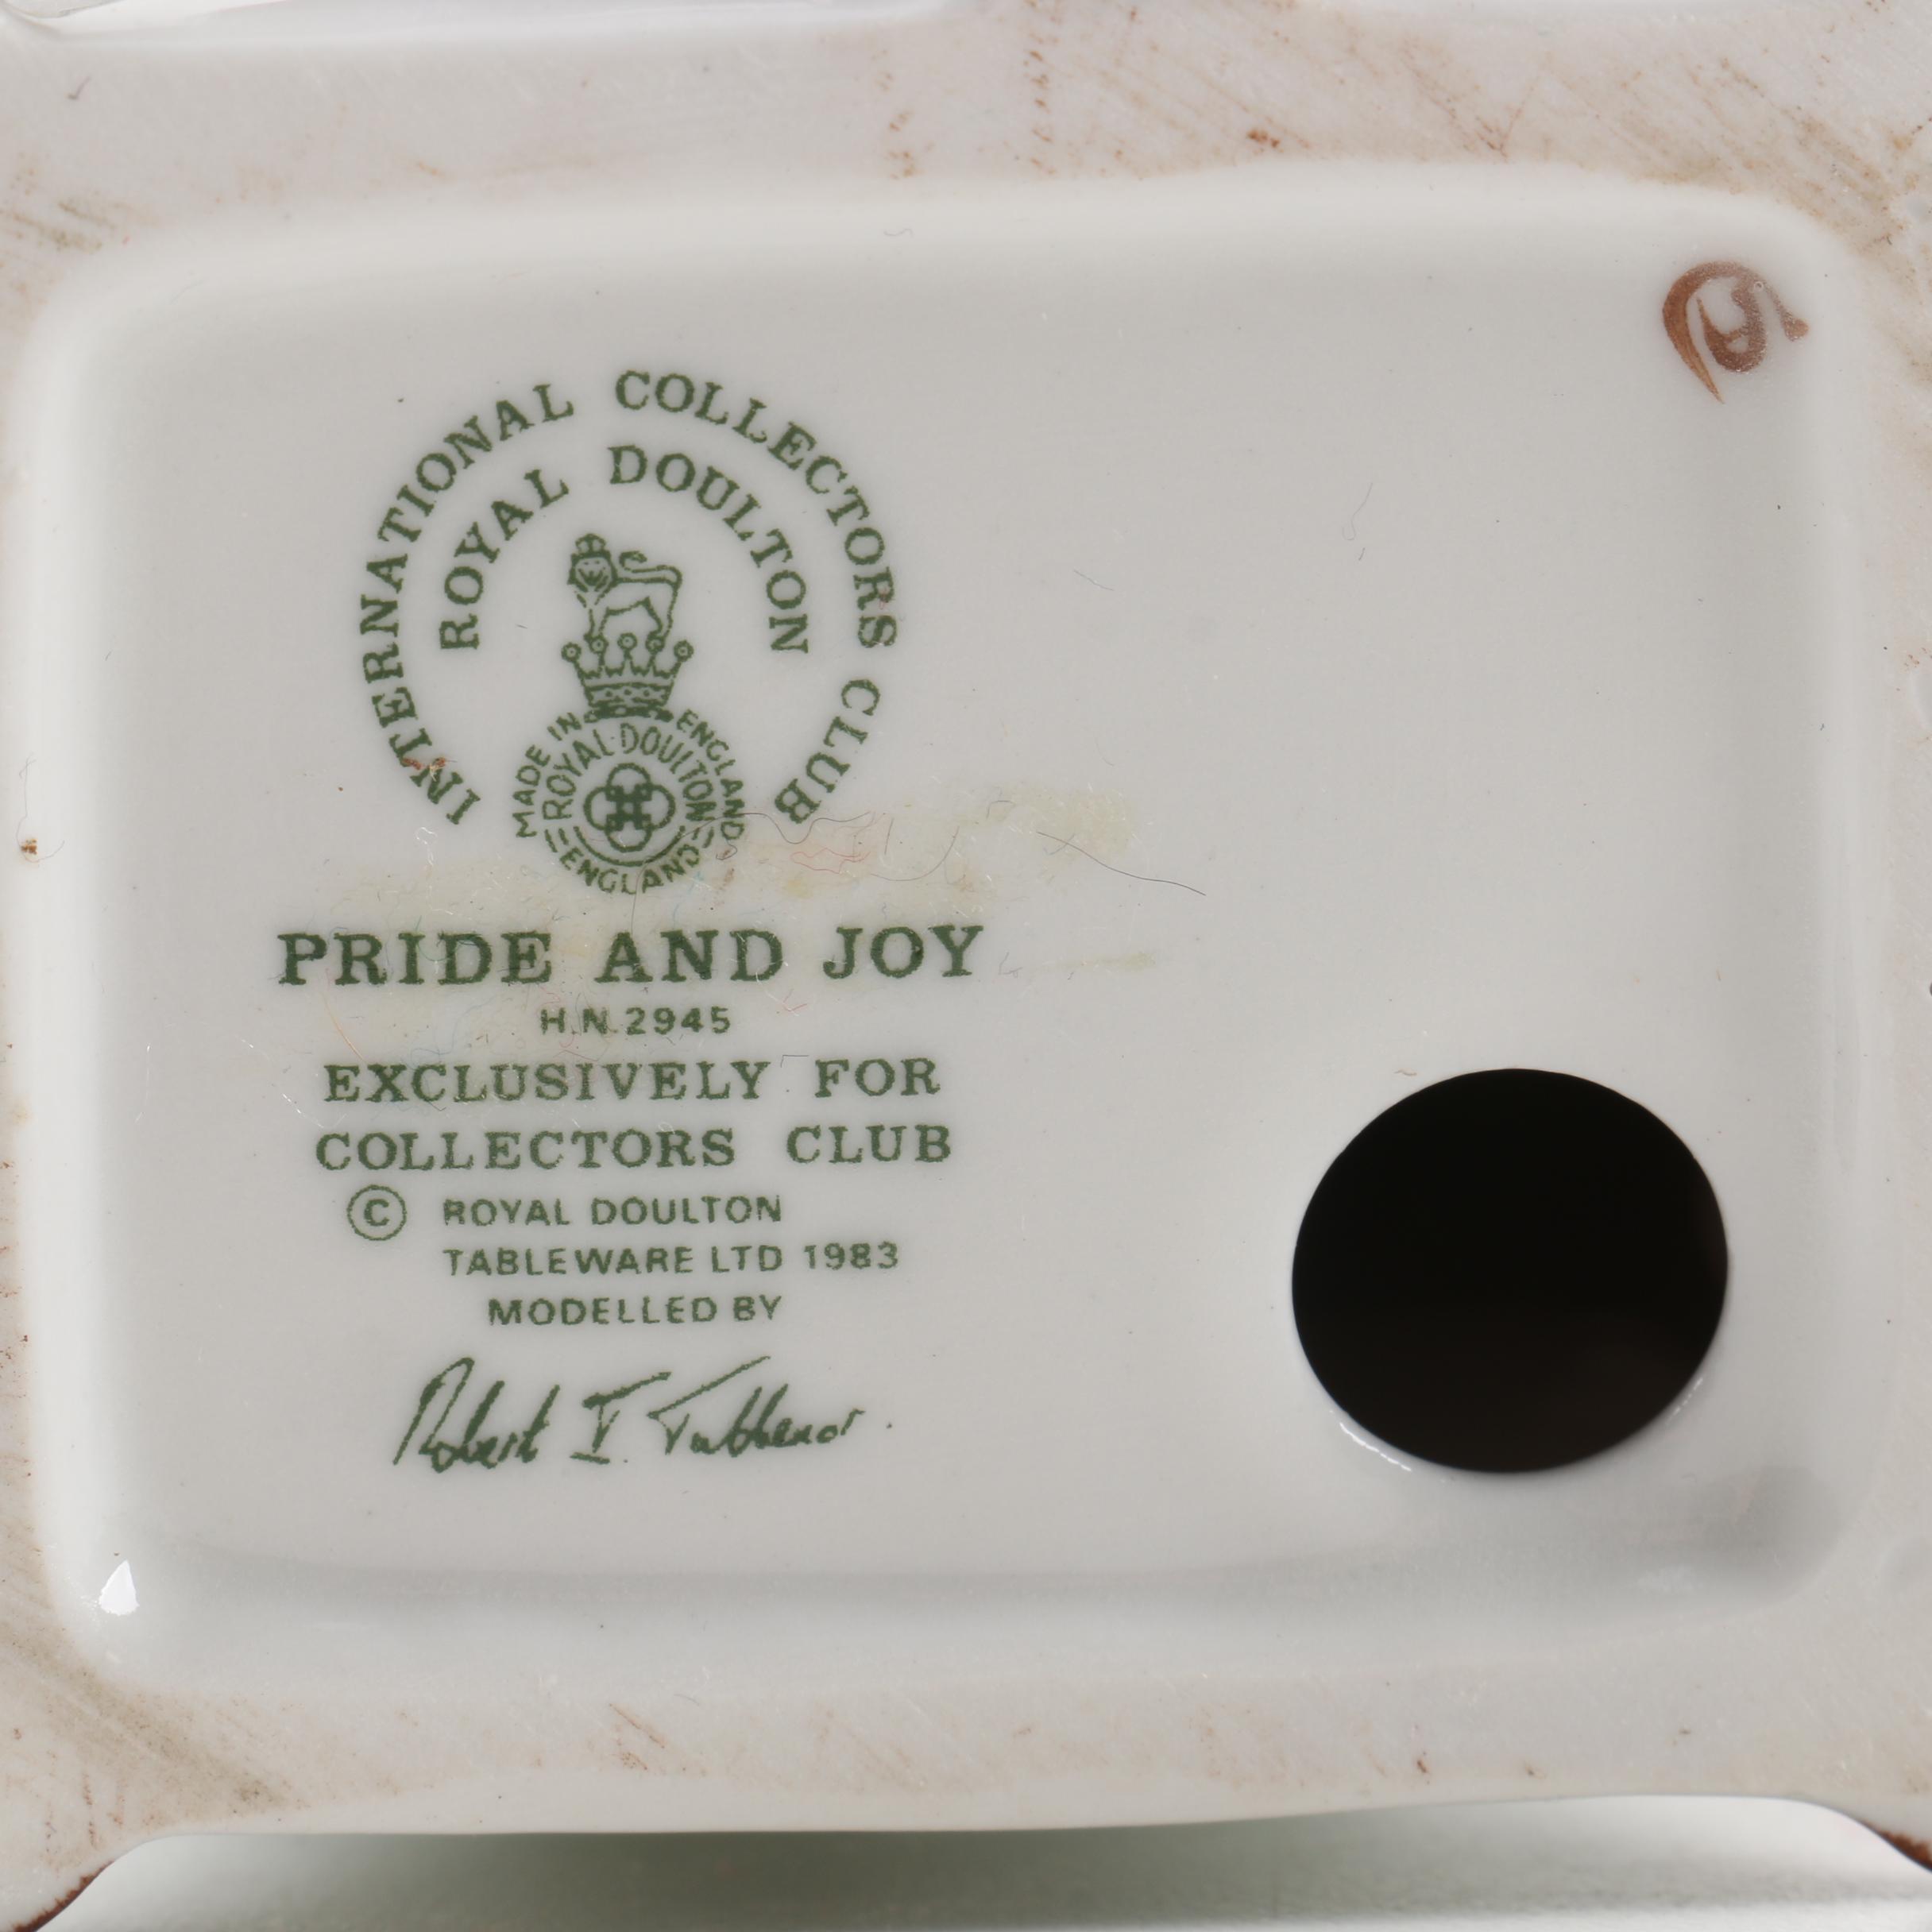 INTERNATIONAL COLLECTORS CLUB
ROYAL DOULTON
MADE IN ENGLAND
ROYAL DOULTON
ENGLAND
PRIDE AND JOY
H.N.2945
EXCLUSIVELY FOR
COLLECTORS CLUB
© ROYAL DOULTON
TABLEWARE LTD 1983
MODELLED BY
Robert I. Tabbenor.